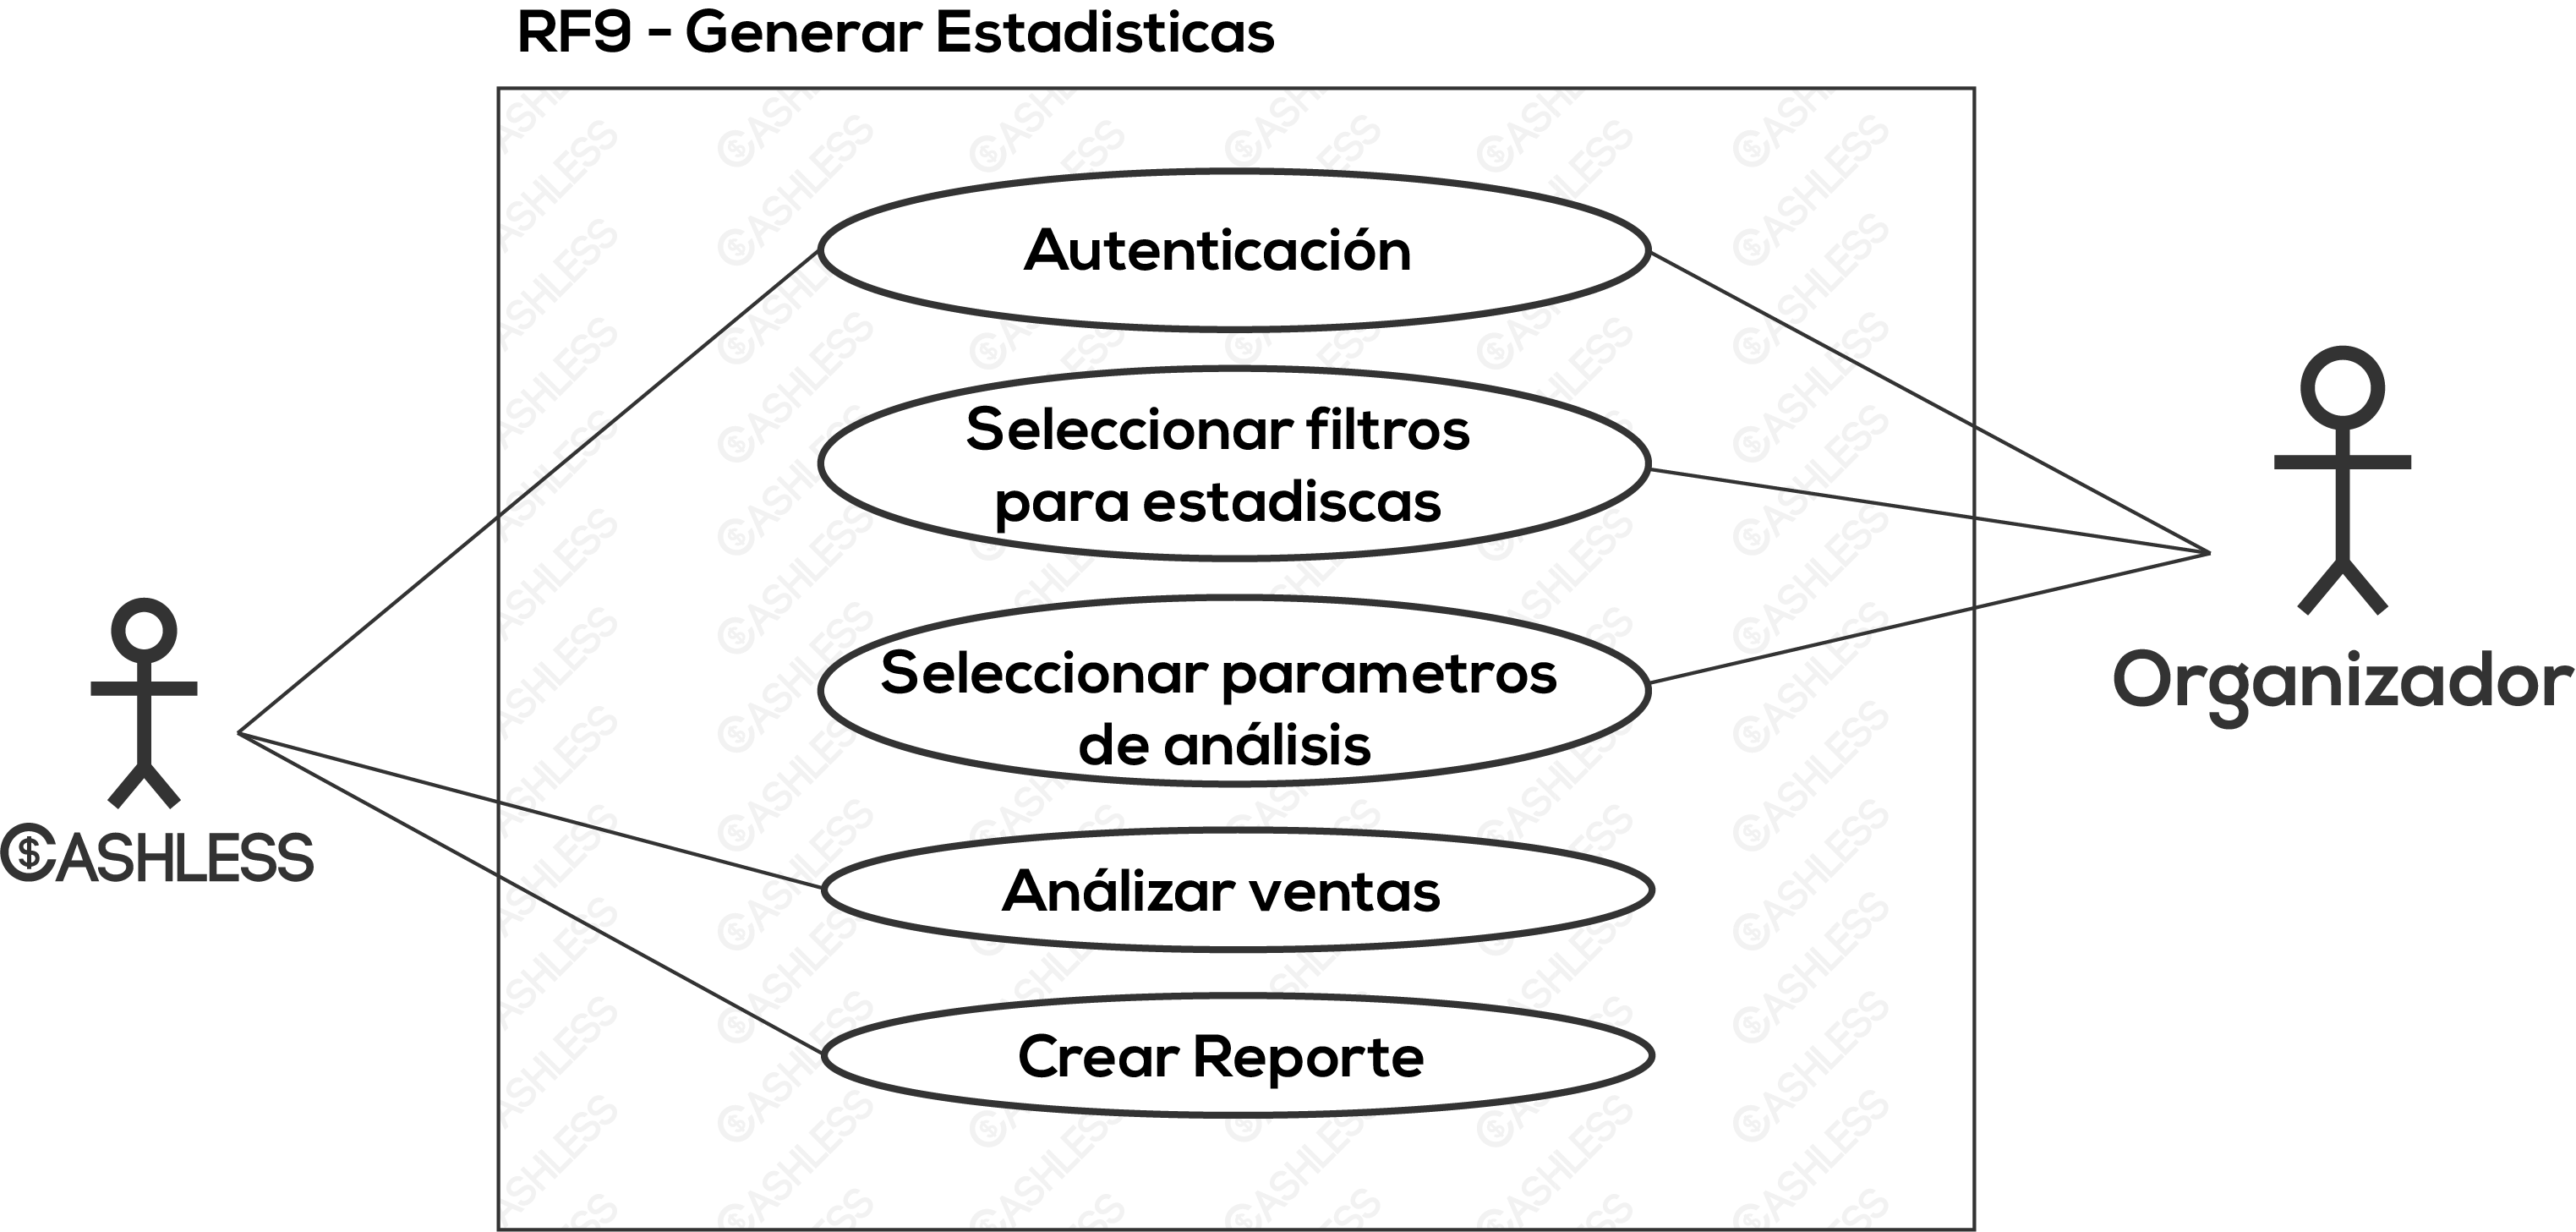 RF9 - Generar Estadisticas
Autenticación
Seleccionar filtros
para estadiscas
Seleccionar parametros
de análisis
Análizar ventas
Crear Reporte
CASHLESS
Organizador